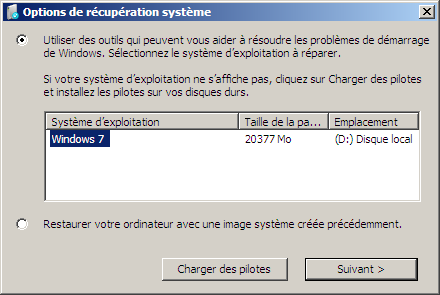 Options de récupération système
Utiliser des outils qui peuvent vous aider à résoudre les problèmes de démarrage
de Windows. Sélectionnez le système d'exploitation à réparer.
Si votre système d'exploitation ne s'affiche pas, cliquez sur Charger des pilotes
et installez les pilotes sur vos disques durs.
Système d'exploitation Taille de la pa... Emplacement
Windows 7 20377 Mo (D:) Disque local
Restaurer votre ordinateur avec une image système créée précédemment.
Charger des pilotes Suivant >